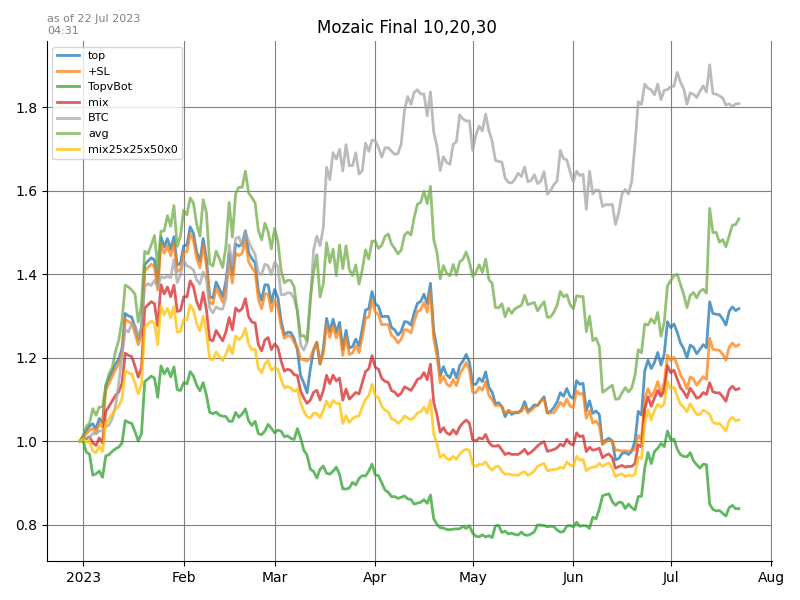 as of 22 Jul 2023
04:31
Mozaic Final 10,20,30
top
+SL
TopvBot
mix
BTC
avg
mix25x25x50x0
1.8
1.6
1.4
1.2
1.0
0.8
2023 Feb Mar Apr May Jun Jul Aug